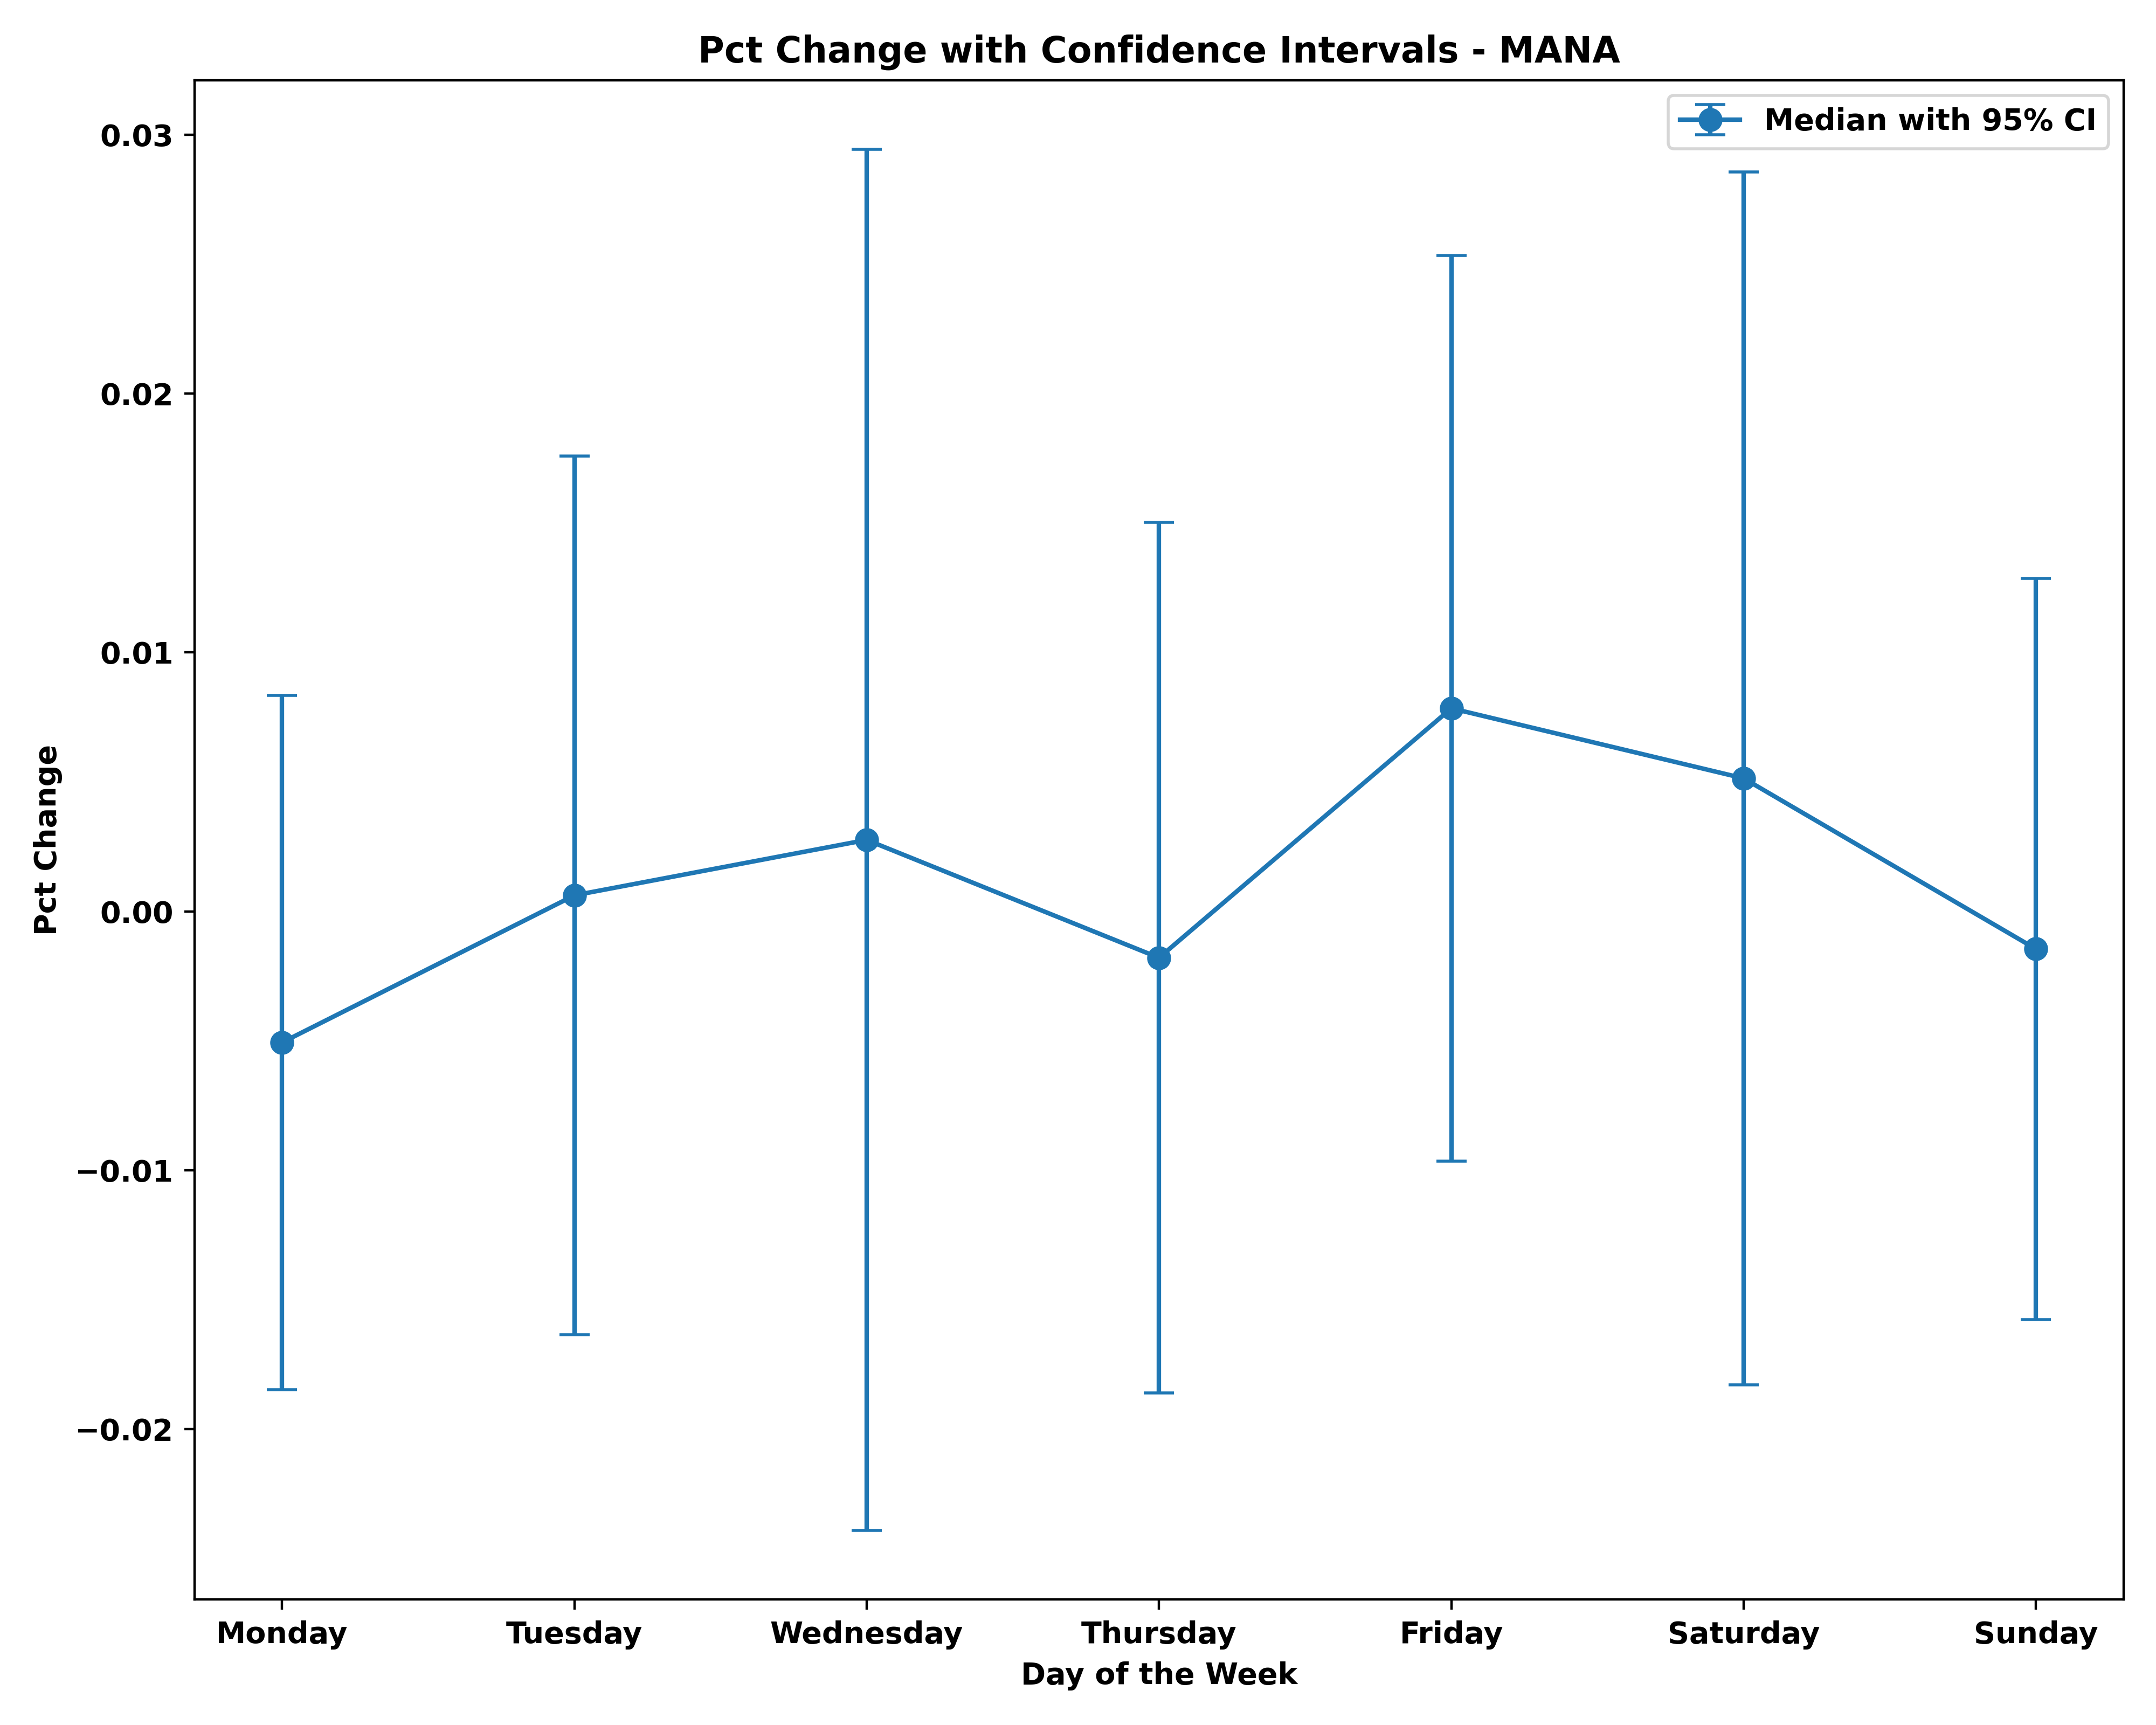 Pct Change with Confidence Intervals - MANA
Median with 95% CI
0.03
0.02
0.01
0.00
−0.01
−0.02
Pct Change
Monday Tuesday Wednesday Thursday Friday Saturday Sunday
Day of the Week